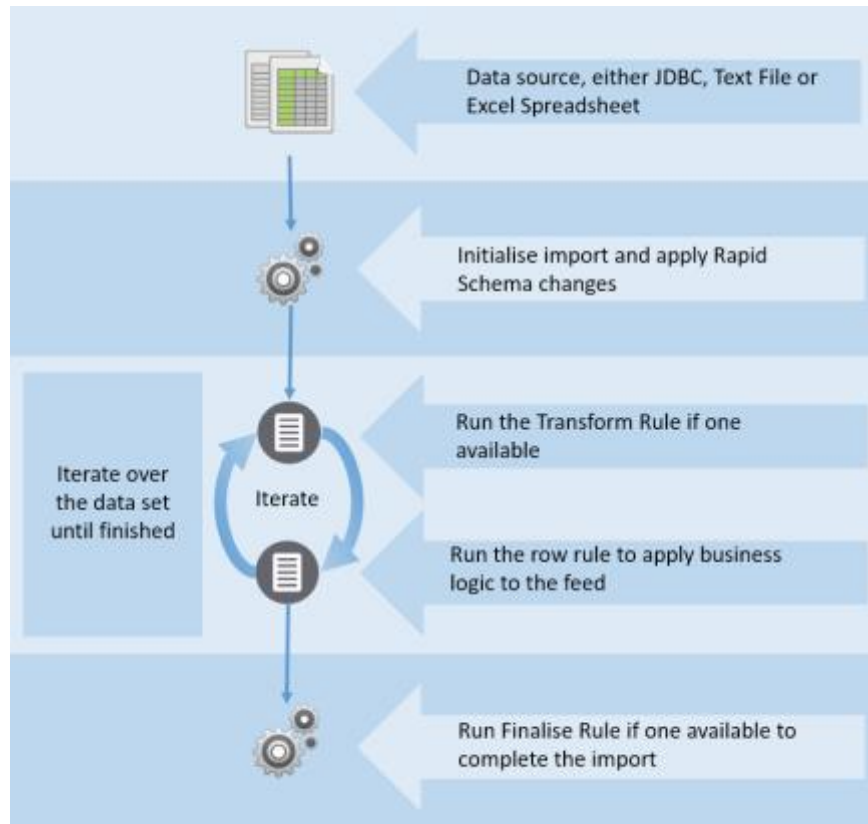 Data source, either JDBC, Text File or
Excel Spreadsheet
Initialise import and apply Rapid
Schema changes
Run the Transform Rule if one
available
Iterate over
the data set
until finished
Iterate
Run the row rule to apply business
logic to the feed
Run Finalise Rule if one available to
complete the import